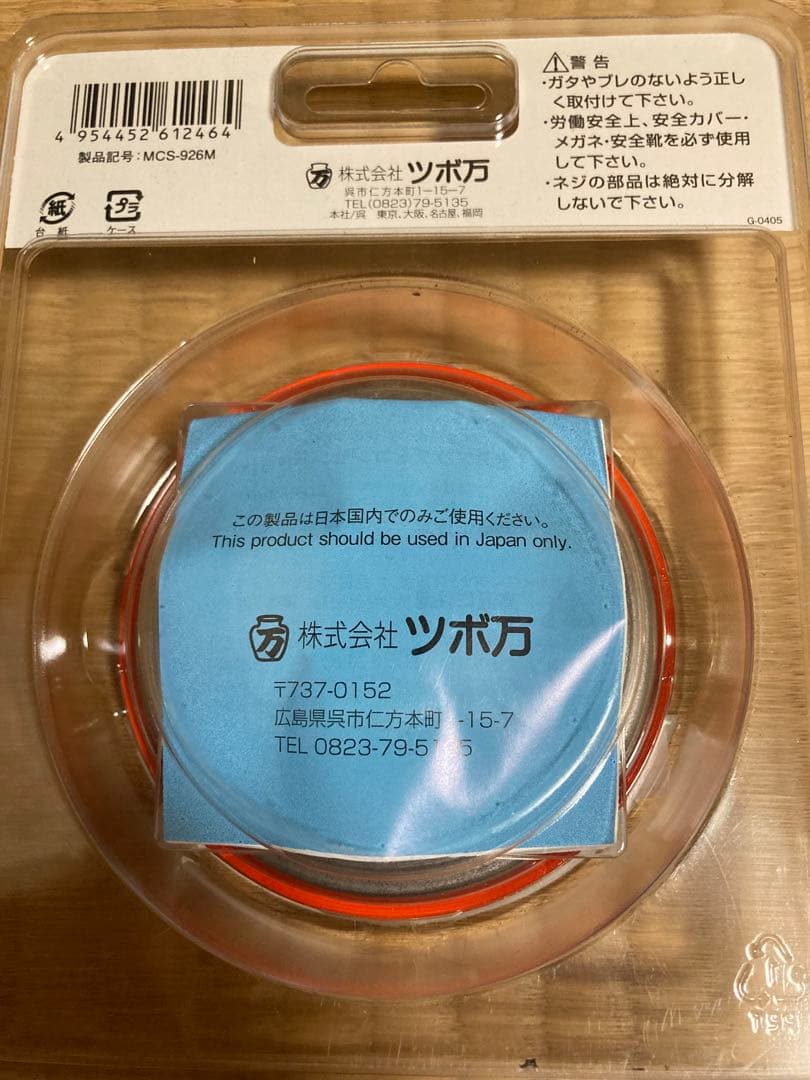 4 954452 612464
製品記号:MCS-926M
紙
台 紙
プラ
ケース
万 株式会社 ツボ万
呉市仁方本町1-15-7
TEL(0823)79-5135
本社/呉 東京、大阪、名古屋、福岡
⚠警告
・ガタやブレのないよう正し
く取付けて下さい。
・労働安全上、安全カバー・
メガネ・安全靴を必ず使用
して下さい。
・ネジの部品は絶対に分解
しないで下さい。
G-0405
この製品は日本国内でのみご使用ください。
This product should be used in Japan only.
万 株式会社 ツボ万
〒737-0152
広島県呉市仁方本町 -15-7
TEL 0823-79-5 5